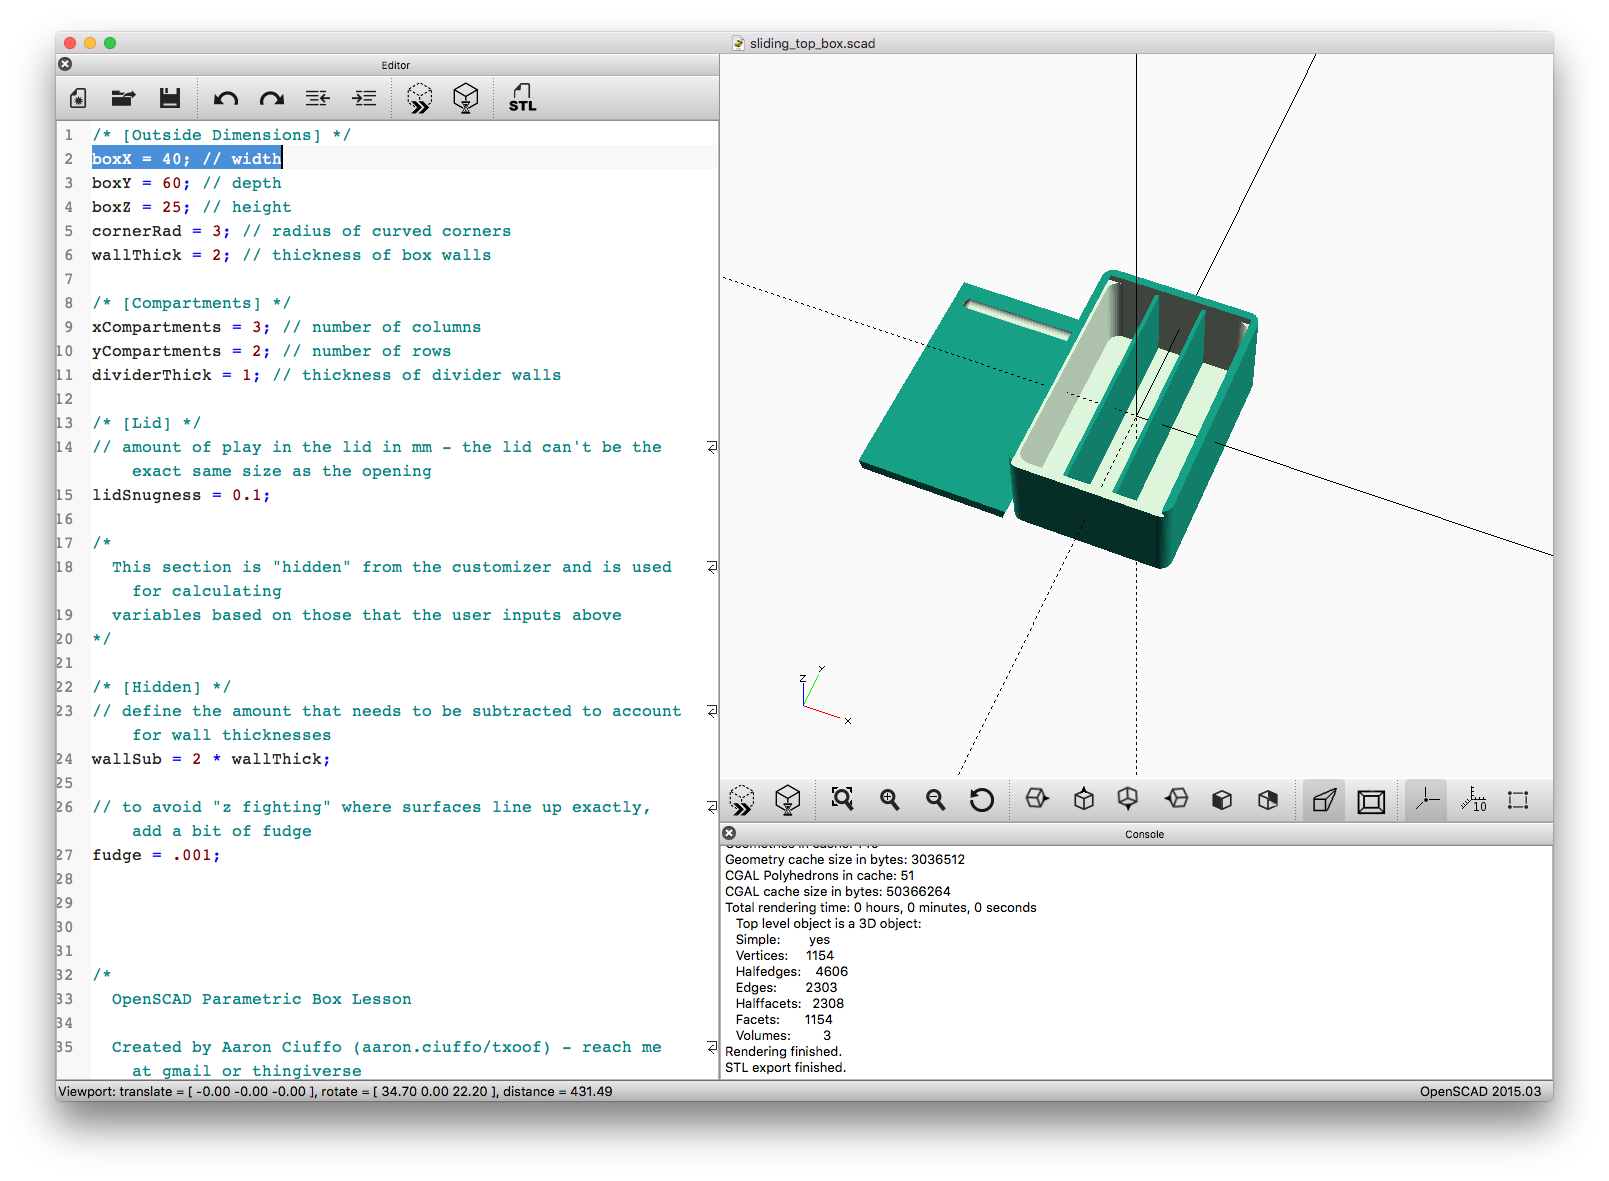 sliding_top_box.scad
Editor
STL
1 /* [Outside Dimensions] */
2 boxX = 40; // width
3 boxY = 60; // depth
4 boxZ = 25; // height
5 cornerRad = 3; // radius of curved corners
6 wallThick = 2; // thickness of box walls
7
8 /* [Compartments] */
9 xCompartments = 3; // number of columns
10 yCompartments = 2; // number of rows
11 dividerThick = 1; // thickness of divider walls
12
13 /* [Lid] */
14 // amount of play in the lid in mm - the lid can't be the
exact same size as the opening
15 lidSnugness = 0.1;
16
17 /*
18 This section is "hidden" from the customizer and is used
for calculating
19 variables based on those that the user inputs above
20 */
21
22 /* [Hidden] */
23 // define the amount that needs to be subtracted to account
for wall thicknesses
24 wallSub = 2 * wallThick;
25
26 // to avoid "z fighting" where surfaces line up exactly,
add a bit of fudge
27 fudge = .001;
28
29
30
31
32 /*
33 OpenSCAD Parametric Box Lesson
34
35 Created by Aaron Ciuffo (aaron.ciuffo/txoof) - reach me
at gmail or thingiverse
z
y
x
10
Console
Geometry cache size in bytes: 3036512
CGAL Polyhedrons in cache: 51
CGAL cache size in bytes: 50366264
Total rendering time: 0 hours, 0 minutes, 0 seconds
Top level object is a 3D object:
Simple: yes
Vertices: 1154
Halfedges: 4606
Edges: 2303
Halffacets: 2308
Facets: 1154
Volumes: 3
Rendering finished.
STL export finished.
Viewport: translate = [ -0.00 -0.00 -0.00 ], rotate = [ 34.70 0.00 22.20 ], distance = 431.49
OpenSCAD 2015.03